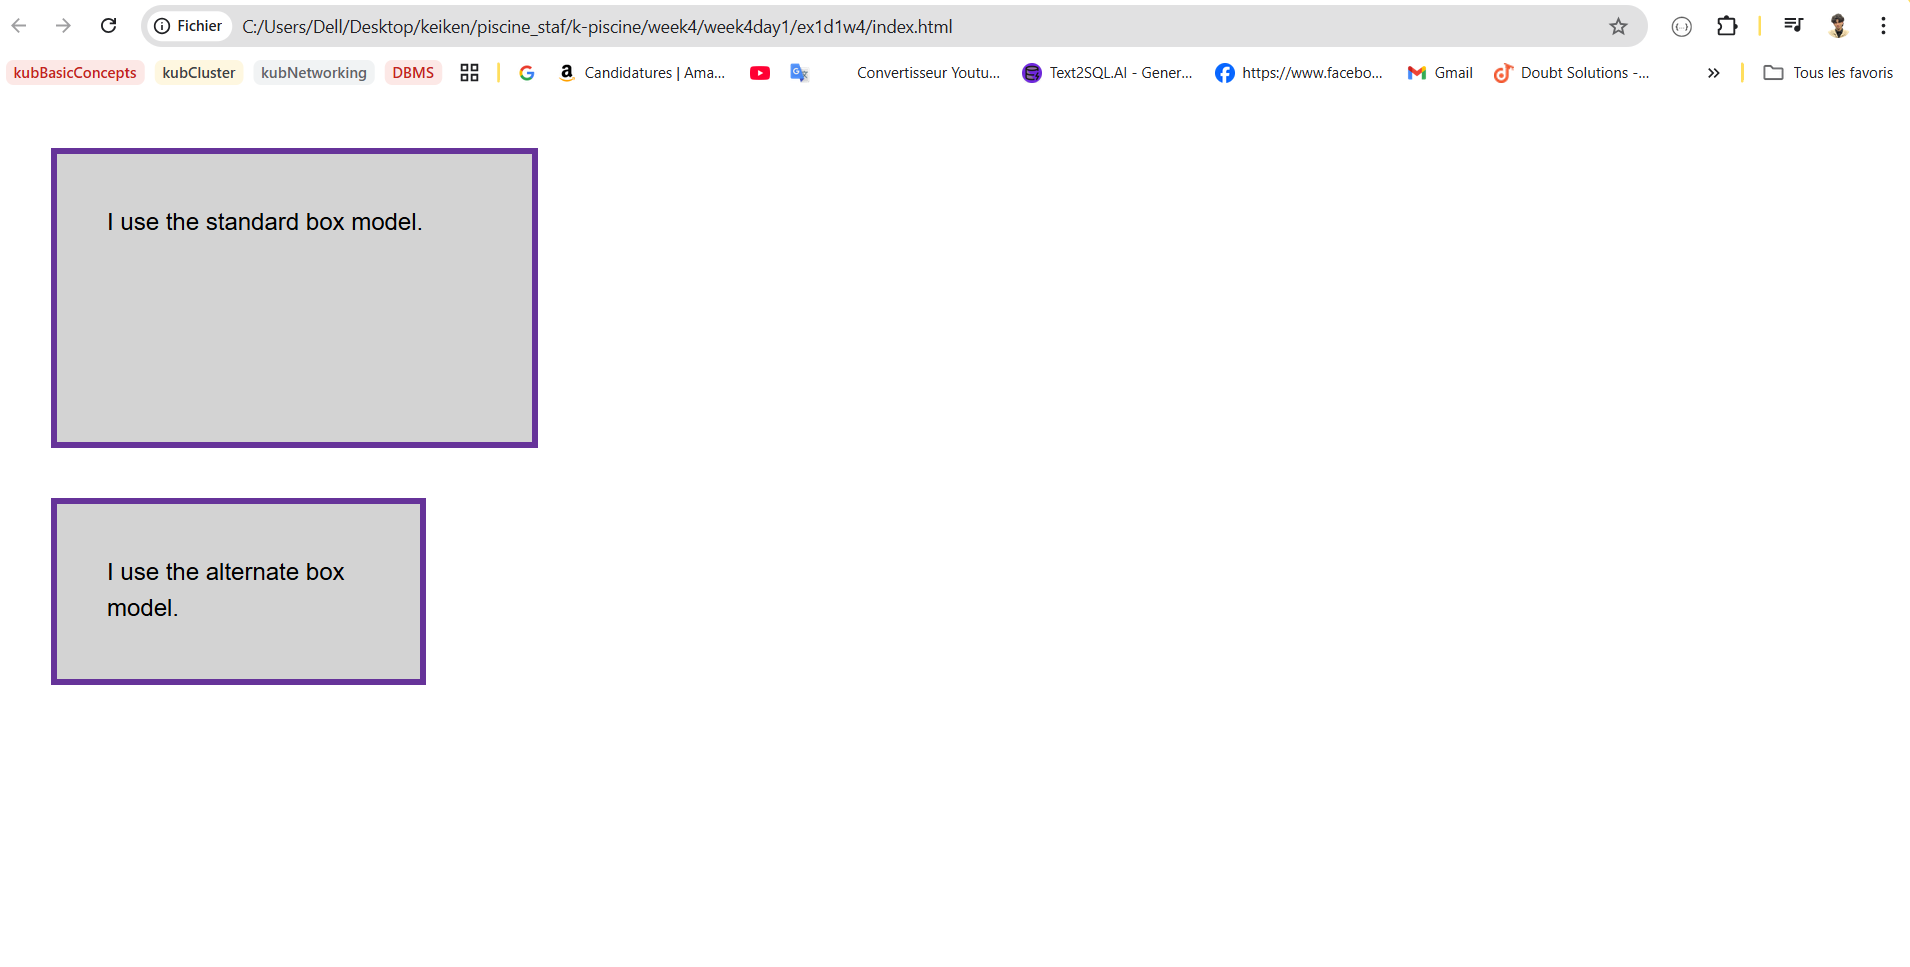 Fichier C:/Users/Dell/Desktop/keiken/piscine_staf/k-piscine/week4/week4day1/ex1d1w4/index.html
kubBasicConcepts kubCluster kubNetworking DBMS Candidatures | Ama... Convertisseur Youtu... Text2SQL.AI - Gener... https://www.facebo... Gmail Doubt Solutions -... » Tous les favoris
I use the standard box model.
I use the alternate box
model.